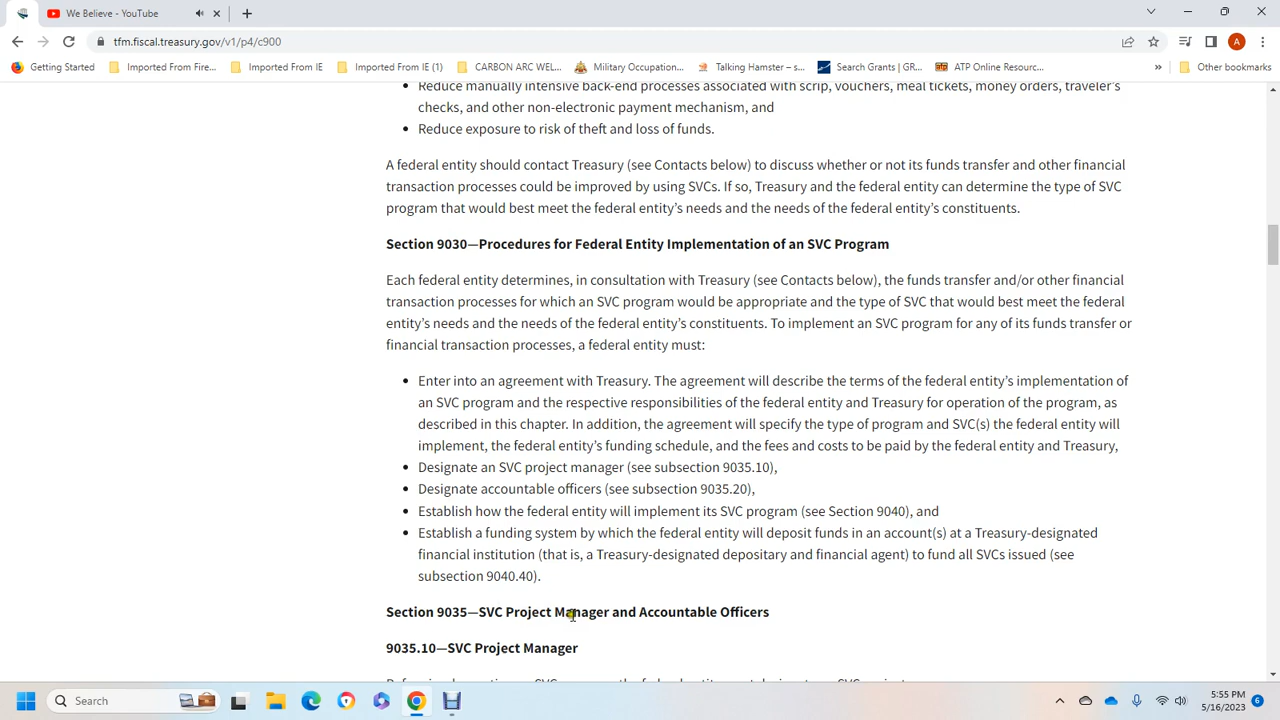 We Believe - YouTube
tfm.fiscal.treasury.gov/v1/p4/c900
A
Getting Started
Imported From Fire...
Imported From IE
Imported From IE (1)
CARBON ARC WEL...
Military Occupation...
Talking Hamster – s...
Search Grants | GR...
ATP Online Resourc...
»
Other bookmarks
• Reduce manually intensive back-end processes associated with scrip, vouchers, meal tickets, money orders, traveler's
checks, and other non-electronic payment mechanism, and
• Reduce exposure to risk of theft and loss of funds.
A federal entity should contact Treasury (see Contacts below) to discuss whether or not its funds transfer and other financial
transaction processes could be improved by using SVCs. If so, Treasury and the federal entity can determine the type of SVC
program that would best meet the federal entity's needs and the needs of the federal entity's constituents.
Section 9030—Procedures for Federal Entity Implementation of an SVC Program
Each federal entity determines, in consultation with Treasury (see Contacts below), the funds transfer and/or other financial
transaction processes for which an SVC program would be appropriate and the type of SVC that would best meet the federal
entity's needs and the needs of the federal entity's constituents. To implement an SVC program for any of its funds transfer or
financial transaction processes, a federal entity must:
• Enter into an agreement with Treasury. The agreement will describe the terms of the federal entity's implementation of
an SVC program and the respective responsibilities of the federal entity and Treasury for operation of the program, as
described in this chapter. In addition, the agreement will specify the type of program and SVC(s) the federal entity will
implement, the federal entity's funding schedule, and the fees and costs to be paid by the federal entity and Treasury,
• Designate an SVC project manager (see subsection 9035.10),
• Designate accountable officers (see subsection 9035.20),
• Establish how the federal entity will implement its SVC program (see Section 9040), and
• Establish a funding system by which the federal entity will deposit funds in an account(s) at a Treasury-designated
financial institution (that is, a Treasury-designated depositary and financial agent) to fund all SVCs issued (see
subsection 9040.40).
Section 9035—SVC Project Manager and Accountable Officers
9035.10—SVC Project Manager
Search
5:55 PM
5/16/2023
6